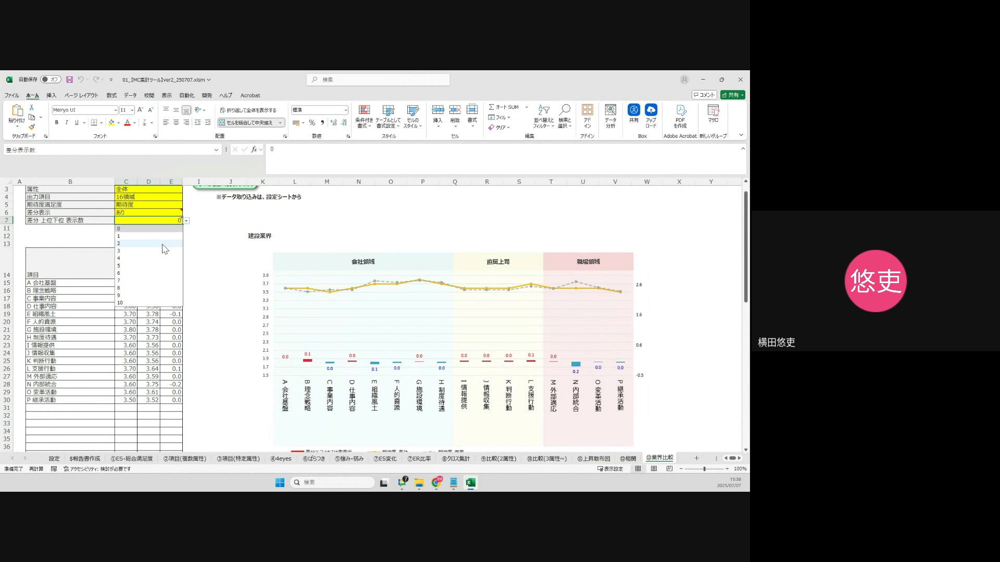 自動保存 オフ 01_【MC集計ツール】ver2_250707.xlsm 検索
ファイル ホーム 挿入 ページ レイアウト 数式 データ 校閲 表示 自動化 開発 ヘルプ Acrobat コメント 共有
貼り付け Meiryo UI 11 折り返して全体を表示する 標準 条件付き書式 テーブルとして書式設定 セルのスタイル 挿入 削除 書式 オート SUM フィル クリア 並べ替えとフィルター 検索と選択 アドイン データ分析 共有 アップロード PDFを作成 マクロ
B I U セルを結合して中央揃え
クリップボード フォント 配置 数値 スタイル セル 編集 アドイン Box Adobe Acrobat 新しいグループ
差分表示数 fx 0
A B C D E I J K L M N O P Q R S T U V W X Y
3 属性 全体
4 出力項目 16領域 ※データ取り込みは、設定シートから
5 期待度満足度 期待度
6 差分表示 あり
7 差分 上位下位 表示数 0
0
1
2
3
4
5
6
7
8
9
10
11
12
13
14 項目
15 A 会社基盤
16 B 理念戦略
17 C 事業内容
18 D 仕事内容
19 E 組織風土 3.70 3.78 -0.1
20 F 人的資源 3.70 3.74 0.0
21 G 施設環境 3.80 3.78 0.0
22 H 制度待遇 3.70 3.73 0.0
23 I 情報提供 3.60 3.56 0.0
24 J 情報収集 3.60 3.56 0.0
25 K 判断行動 3.60 3.56 0.0
26 L 支援行動 3.70 3.64 0.1
27 M 外部適応 3.60 3.59 0.0
28 N 内部統合 3.60 3.75 -0.2
29 O 変革活動 3.60 3.61 0.0
30 P 継承活動 3.50 3.52 0.0
31
32
33
34
35
36
建設業界
会社領域 直属上司 職場領域
3.9
3.7
3.5
3.3
3.1
2.9
2.7
2.5
2.3
2.1
1.9
1.7
1.5
2.6
1.6
0.6
-0.5
0.0 0.1 0.0 0.0 0.1 0.0 0.0 0.0 0.0 0.0 0.0 0.1 0.0 0.2 0.0 0.0
A 会社基盤
B 理念戦略
C 事業内容
D 仕事内容
E 組織風土
F 人的資源
G 施設環境
H 制度待遇
I 情報提供
J 情報収集
K 判断行動
L 支援行動
M 外部適応
N 内部統合
O 変革活動
P 継承活動
設定 $報告書作成 ①ES・総合満足度 ②項目(複数属性) ③項目(特定属性) ④4eyes ⑥ばらつき ⑤強み・弱み ⑦ES変化 ⑦ER比率 ⑧クロス集計 ⑨比較(2属性) ⑩比較(3属性~) ⑪上昇散布図 ⑫相関 ⑬業界比較
準備完了 再計算 アクセシビリティ: 検討が必要です 表示設定 100%
検索 7 15:38
2025/07/07
悠吏
横田悠吏